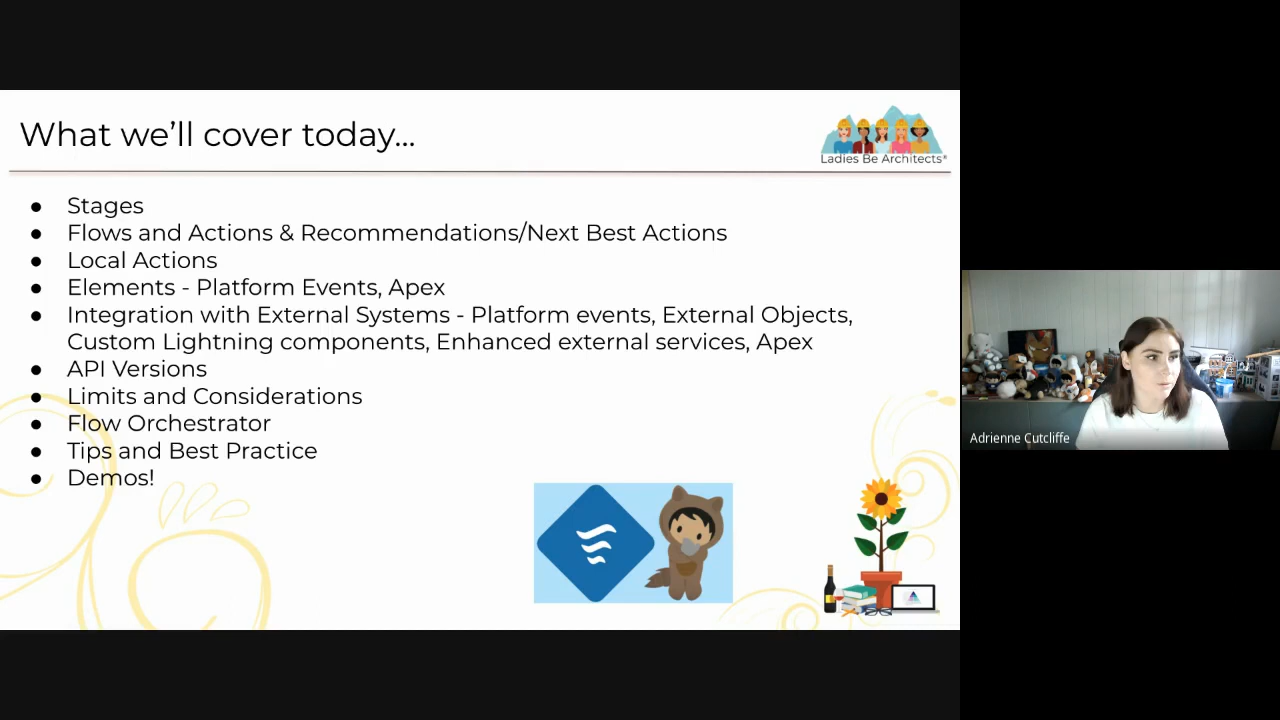 What we'll cover today...
Ladies Be Architects®
● Stages
● Flows and Actions & Recommendations/Next Best Actions
● Local Actions
● Elements - Platform Events, Apex
● Integration with External Systems - Platform events, External Objects,
Custom Lightning components, Enhanced external services, Apex
● API Versions
● Limits and Considerations
● Flow Orchestrator
● Tips and Best Practice
● Demos!
Adrienne Cutcliffe